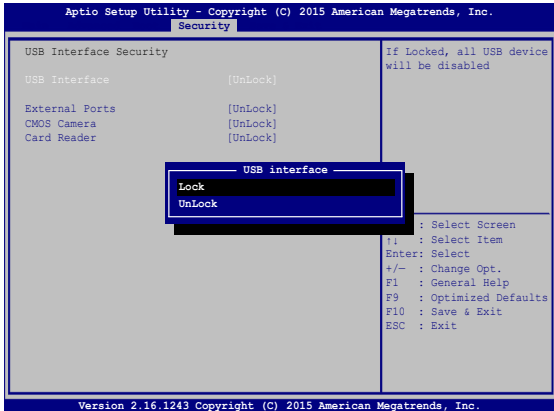 Aptio Setup Utility - Copyright (C) 2015 American Megatrends, Inc.
Security
USB Interface Security
USB Interface [UnLock]
External Ports [UnLock]
CMOS Camera [UnLock]
Card Reader [UnLock]
USB interface
Lock
UnLock
If Locked, all USB device
will be disabled
: Select Screen
↑↓ : Select Item
Enter: Select
+/— : Change Opt.
F1 : General Help
F9 : Optimized Defaults
F10 : Save & Exit
ESC : Exit
Version 2.16.1243 Copyright (C) 2015 American Megatrends, Inc.